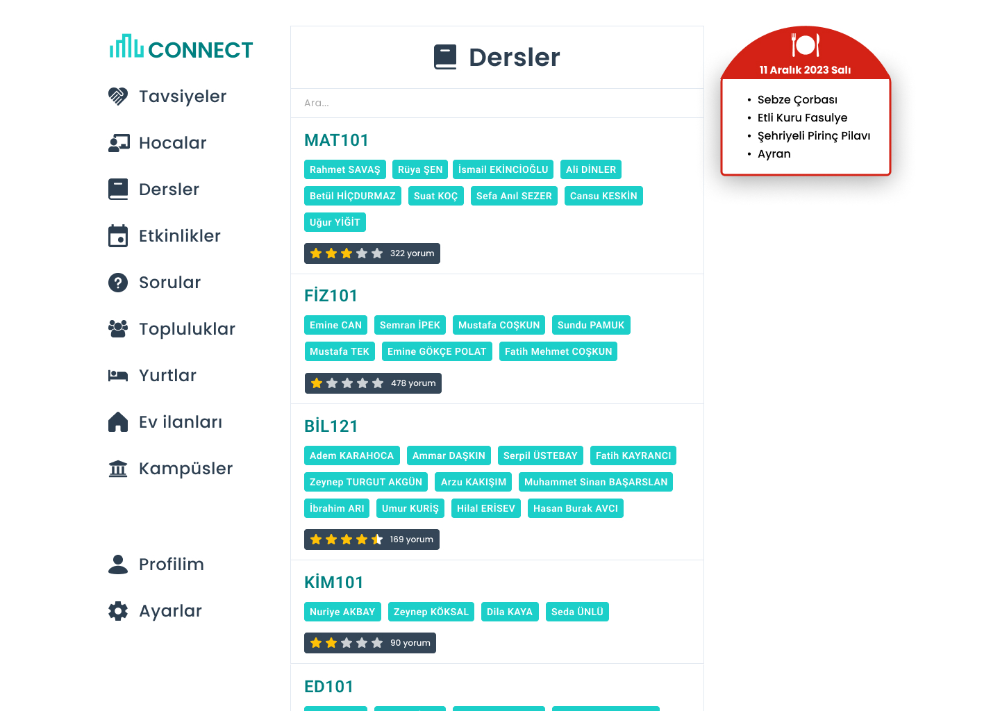 CONNECT
Tavsiyeler
Hocalar
Dersler
Etkinlikler
Sorular
Topluluklar
Yurtlar
Ev ilanları
Kampüsler
Profilim
Ayarlar
Dersler
Ara...
MAT101
Rahmet SAVAŞ Rüya ŞEN İsmail EKİNCİOĞLU Ali DİNLER
Betül HİÇDURMAZ Suat KOÇ Sefa Anıl SEZER Cansu KESKİN
Uğur YİĞİT
322 yorum
FİZ101
Emine CAN Semran İPEK Mustafa COŞKUN Sundu PAMUK
Mustafa TEK Emine GÖKÇE POLAT Fatih Mehmet COŞKUN
478 yorum
BİL121
Adem KARAHOCA Ammar DAŞKIN Serpil ÜSTEBAY Fatih KAYRANCI
Zeynep TURGUT AKGÜN Arzu KAKIŞIM Muhammet Sinan BAŞARSLAN
İbrahim ARI Umur KURİŞ Hilal ERİSEV Hasan Burak AVCI
169 yorum
KİM101
Nuriye AKBAY Zeynep KÖKSAL Dila KAYA Seda ÜNLÜ
90 yorum
ED101
11 Aralık 2023 Salı
• Sebze Çorbası
• Etli Kuru Fasulye
• Şehriyeli Pirinç Pilavı
• Ayran